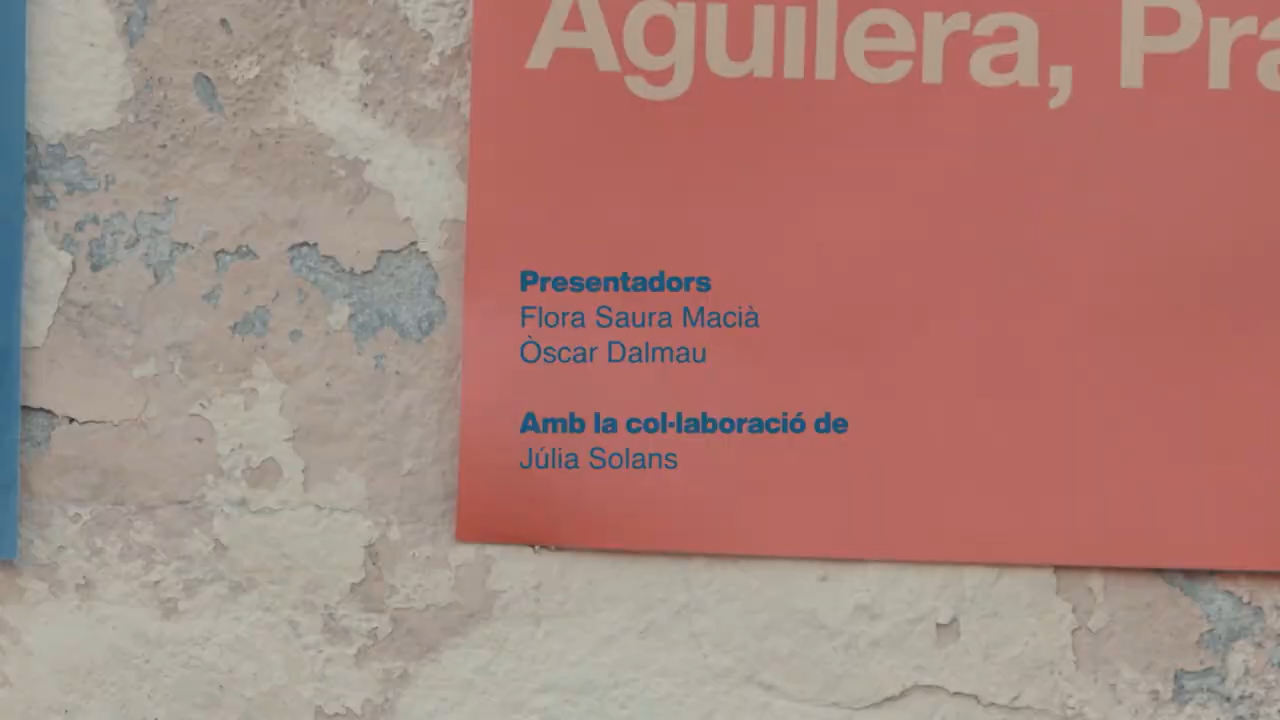 Aguilera, Pra
Presentadors
Flora Saura Macià
Òscar Dalmau
Amb la col·laboració de
Júlia Solans